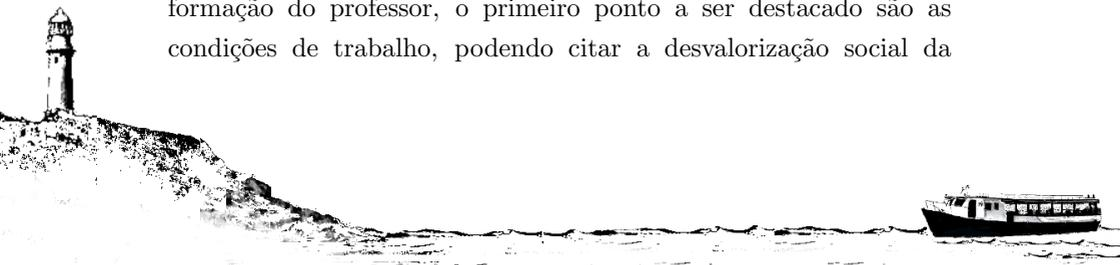 formação do professor, o primeiro ponto a ser destacado são as
condições de trabalho, podendo citar a desvalorização social da